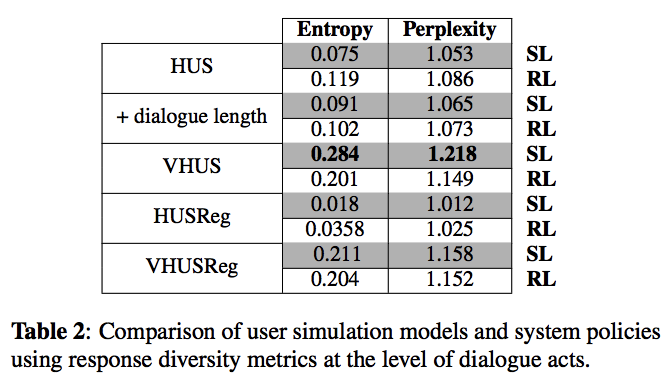 Entropy Perplexity
HUS 0.075 1.053 SL
0.119 1.086 RL
+ dialogue length 0.091 1.065 SL
0.102 1.073 RL
VHUS 0.284 1.218 SL
0.201 1.149 RL
HUSReg 0.018 1.012 SL
0.0358 1.025 RL
VHUSReg 0.211 1.158 SL
0.204 1.152 RL
Table 2: Comparison of user simulation models and system policies
using response diversity metrics at the level of dialogue acts.